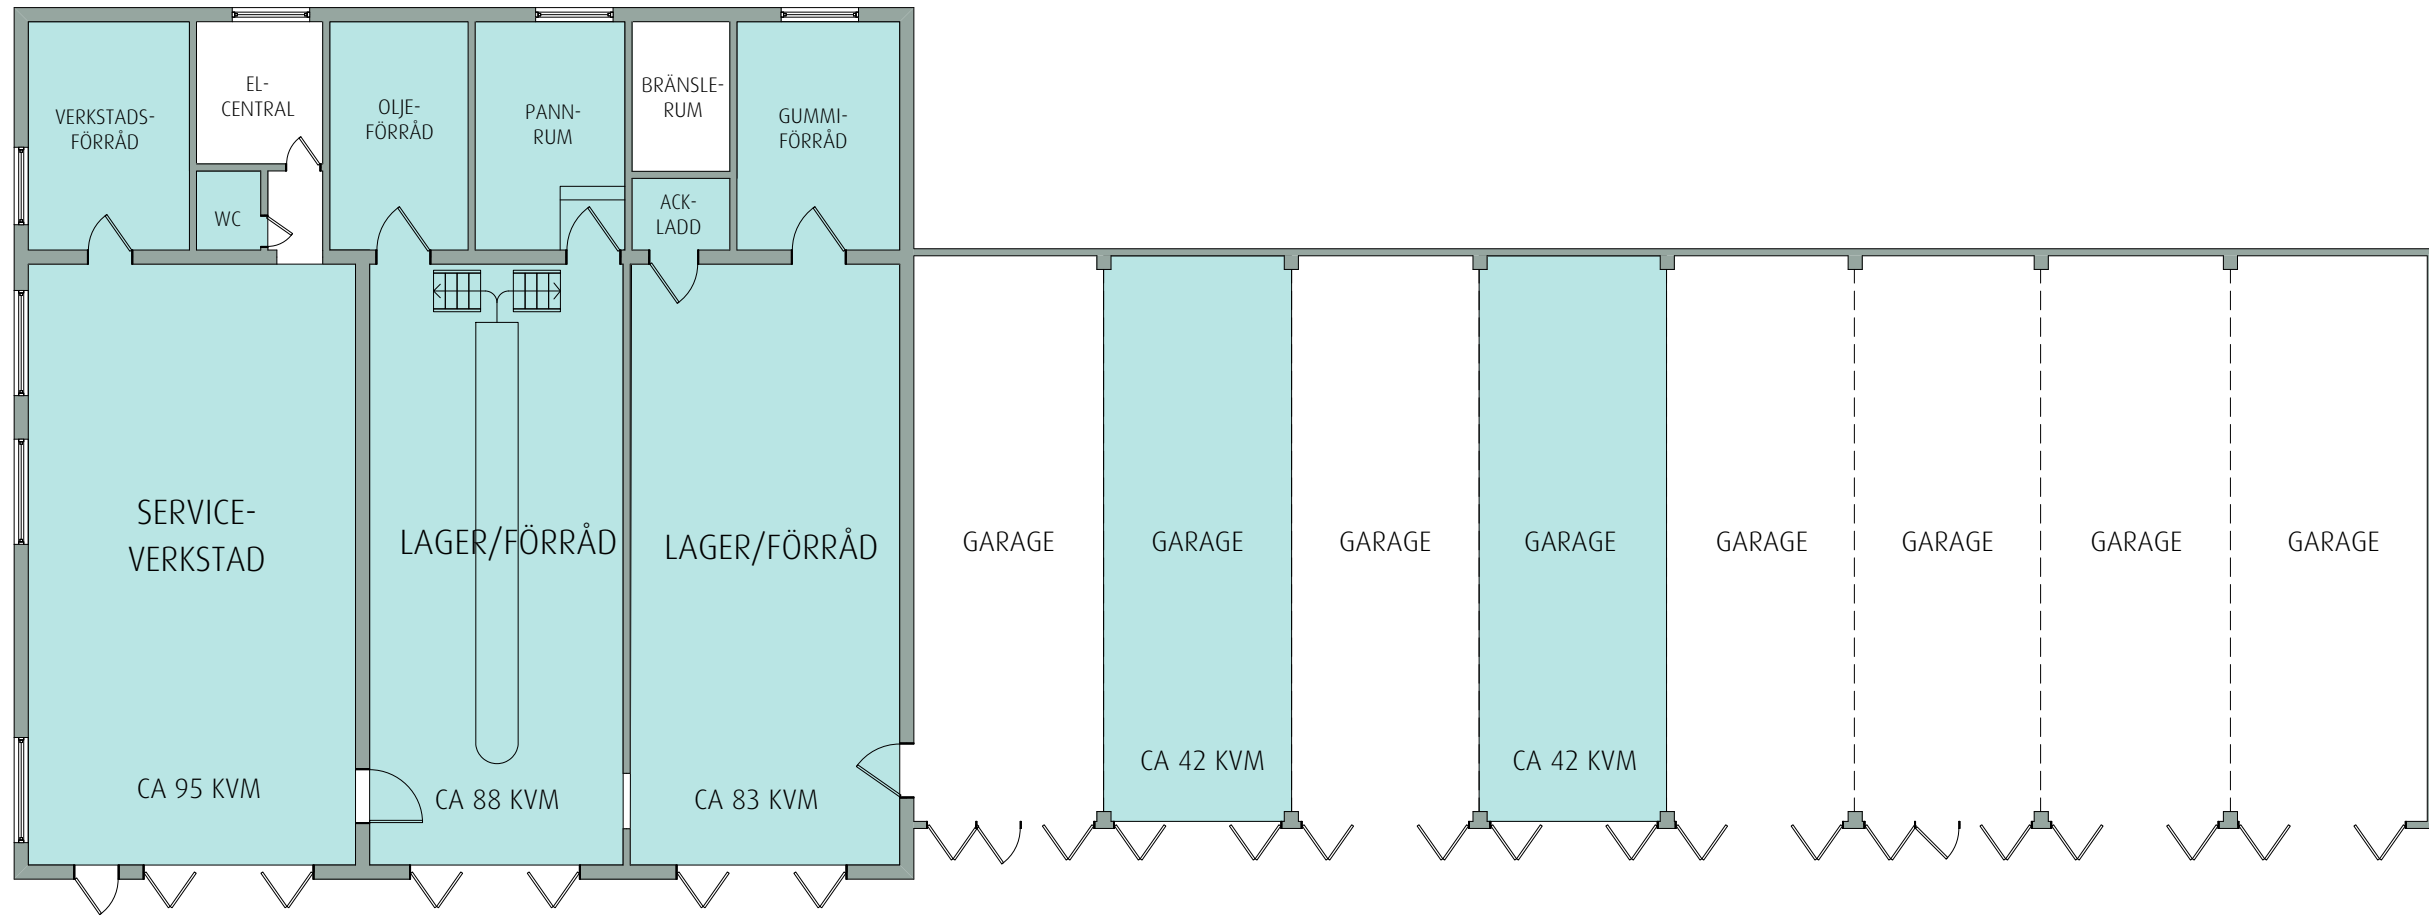 VERKSTADS-
FÖRRÅD
EL-
CENTRAL
WC
OLJE-
FÖRRÅD
PANN-
RUM
BRÄNSLE-
RUM
ACK-
LADD
GUMMI-
FÖRRÅD
SERVICE-
VERKSTAD
CA 95 KVM
LAGER/FÖRRÅD
CA 88 KVM
LAGER/FÖRRÅD
CA 83 KVM
GARAGE
GARAGE
CA 42 KVM
GARAGE
GARAGE
CA 42 KVM
GARAGE
GARAGE
GARAGE
GARAGE